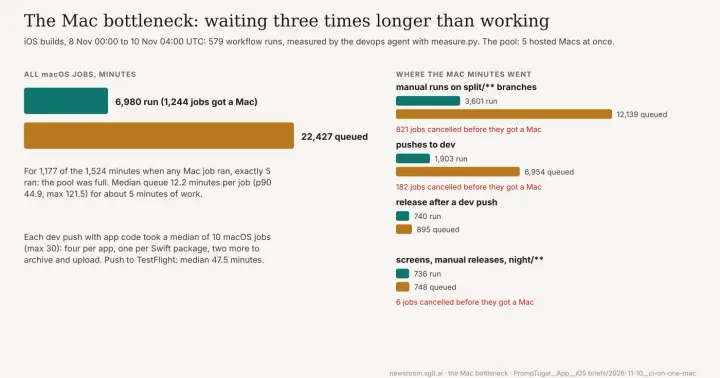 The Mac bottleneck: waiting three times longer than working
iOS builds, 8 Nov 00:00 to 10 Nov 04:00 UTC: 579 workflow runs, measured by the devops agent with measure.py. The pool: 5 hosted Macs at once.
ALL macOS JOBS, MINUTES
6,980 run (1,244 jobs got a Mac)
22,427 queued
For 1,177 of the 1,524 minutes when any Mac job ran, exactly 5
ran: the pool was full. Median queue 12.2 minutes per job (p90
44.9, max 121.5) for about 5 minutes of work.
Each dev push with app code took a median of 10 macOS jobs
(max 30): four per app, one per Swift package, two more to
archive and upload. Push to TestFlight: median 47.5 minutes.
WHERE THE MAC MINUTES WENT
manual runs on split/** branches
3,601 run
12,139 queued
821 jobs cancelled before they got a Mac
pushes to dev
1,903 run
6,954 queued
182 jobs cancelled before they got a Mac
release after a dev push
740 run
895 queued
screens, manual releases, night/**
736 run
748 queued
6 jobs cancelled before they got a Mac
newsroom.sgit.ai · the Mac bottleneck · PrompTugal__App__iOS briefs/2026-11-10__ci-on-one-mac